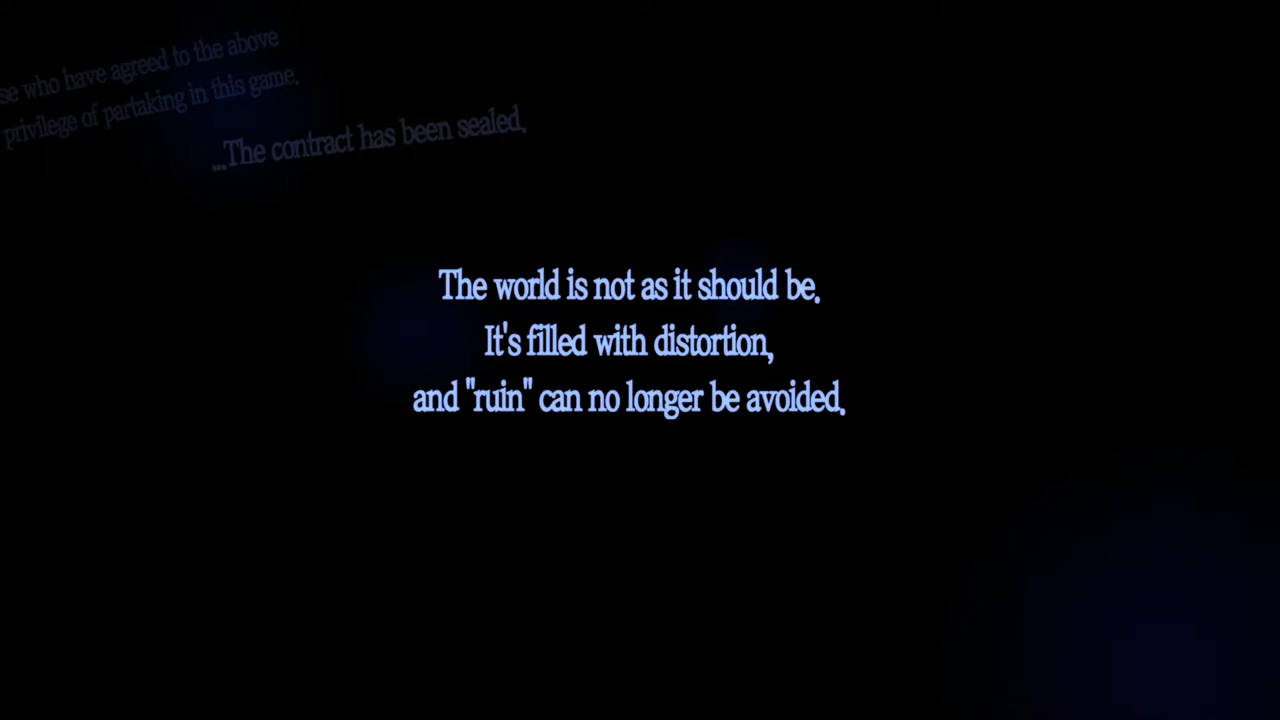 se who have agreed to the above
privilege of partaking in this game.
...The contract has been sealed.
The world is not as it should be.
It's filled with distortion,
and "ruin" can no longer be avoided.